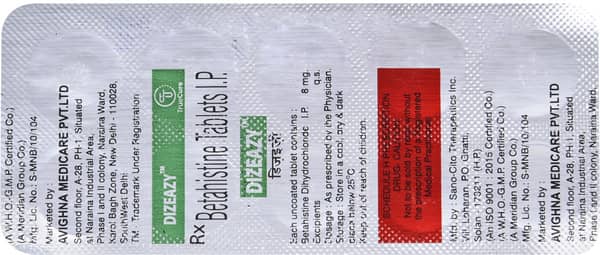 (A W.H.O.-G.M.P. Certified Co.)
(A Meridian Group Co.)
Mfg. Lic. No.: S-MNB/10/104
Marketed by
AVIGHNA MEDICARE PVT.LTD
Second floor, A-28, PH-1, Situated
at Naraina Industrial Area,
Phase I and II colony, Naraina Ward,
Karol Bagh Zone, New Delhi - 110028,
South West Delhi
TM : Trademark Under Registration
DIZEAZY™
TrunCure
Rx
Betahistine Tablets I.P.
DIZEAZY™
डिज़ईज़ी
Each uncoated tablet contains :
Betahistine Dihydrochloride I.P. 8 mg.
Excipients q.s.
Dosage : As prescribed by the Physician.
Storage : Store in a cool, dry & dark
place below 25°C
Keep out of reach of children.
SCHEDULE H PRESCRIPTION
DRUG - CAUTION
Not to be sold by retail without
the prescription of a Registered
Medical Practitioner
Mfd. by : Sano-Cito Therapeutics Inc.
Vill. Loharan, P.O. Ghatti,
Solan - 173211 (H.P.)
(An ISO 9001 : 2015 Certified Co.)
(A W.H.O.-G.M.P. Certified Co.)
(A Meridian Group Co.)
Mfg. Lic. No.: S-MNB/10/104
Marketed by
AVIGHNA MEDICARE PVT.LTD
Second floor, A-28, PH-1, Situated
at Naraina Industrial Area,
Phase I and II colony, Naraina Ward,